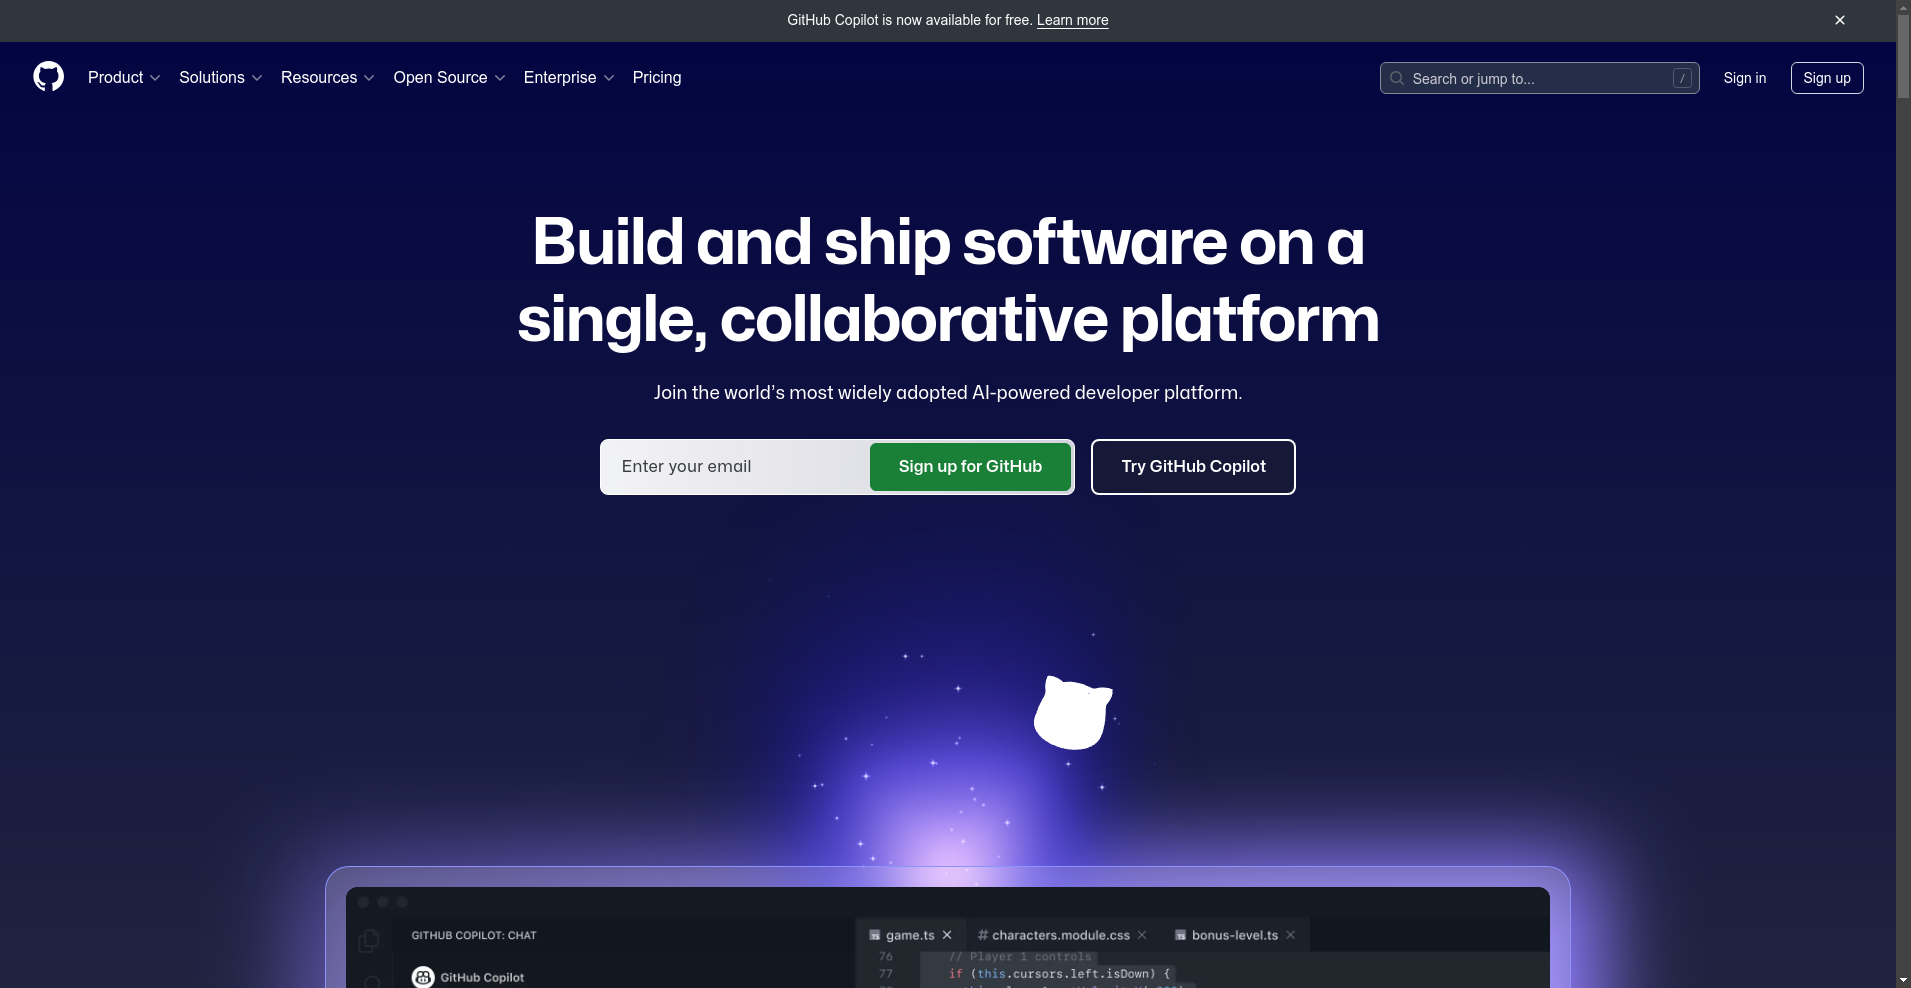 GitHub Copilot is now available for free. Learn more
Product
Solutions
Resources
Open Source
Enterprise
Pricing
Search or jump to...
/
Sign in
Sign up
Build and ship software on a
single, collaborative platform
Join the world's most widely adopted AI-powered developer platform.
Enter your email
Sign up for GitHub
Try GitHub Copilot
GITHUB COPILOT: CHAT
GitHub Copilot
TS game.ts
# characters.module.css
TS bonus-level.ts
76 // Player 1 controls
77 if (this.cursors.left.isDown) {